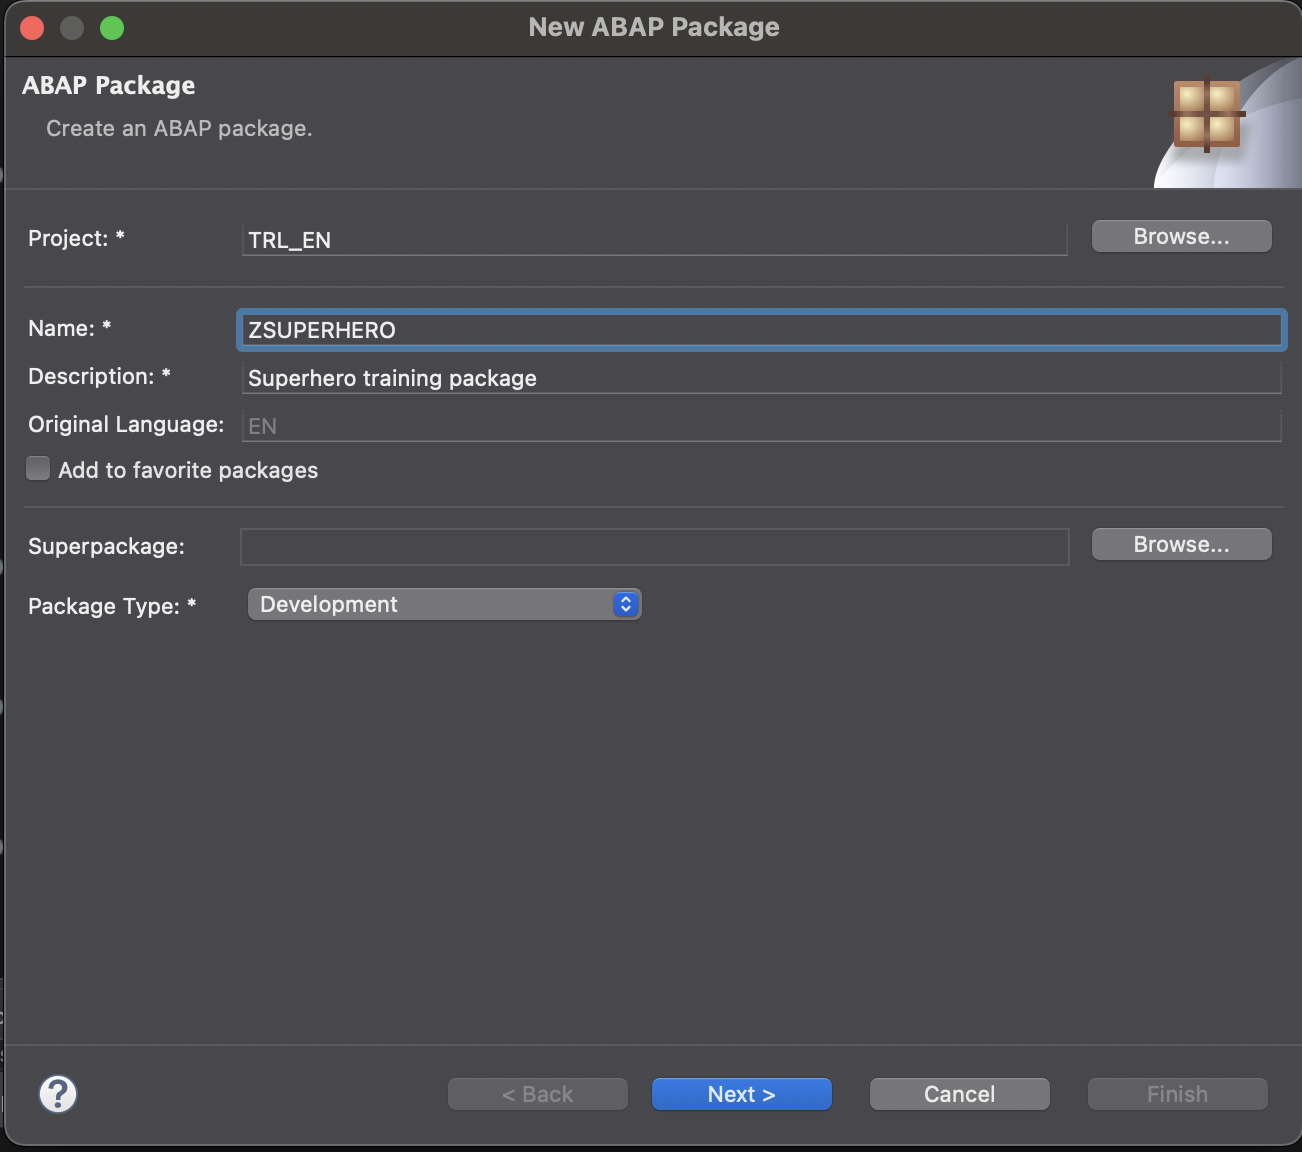 New ABAP Package
ABAP Package
Create an ABAP package.
Project: * TRL_EN Browse...
Name: * ZSUPERHERO
Description: * Superhero training package
Original Language: EN
Add to favorite packages
Superpackage: Browse...
Package Type: * Development
? < Back Next > Cancel Finish